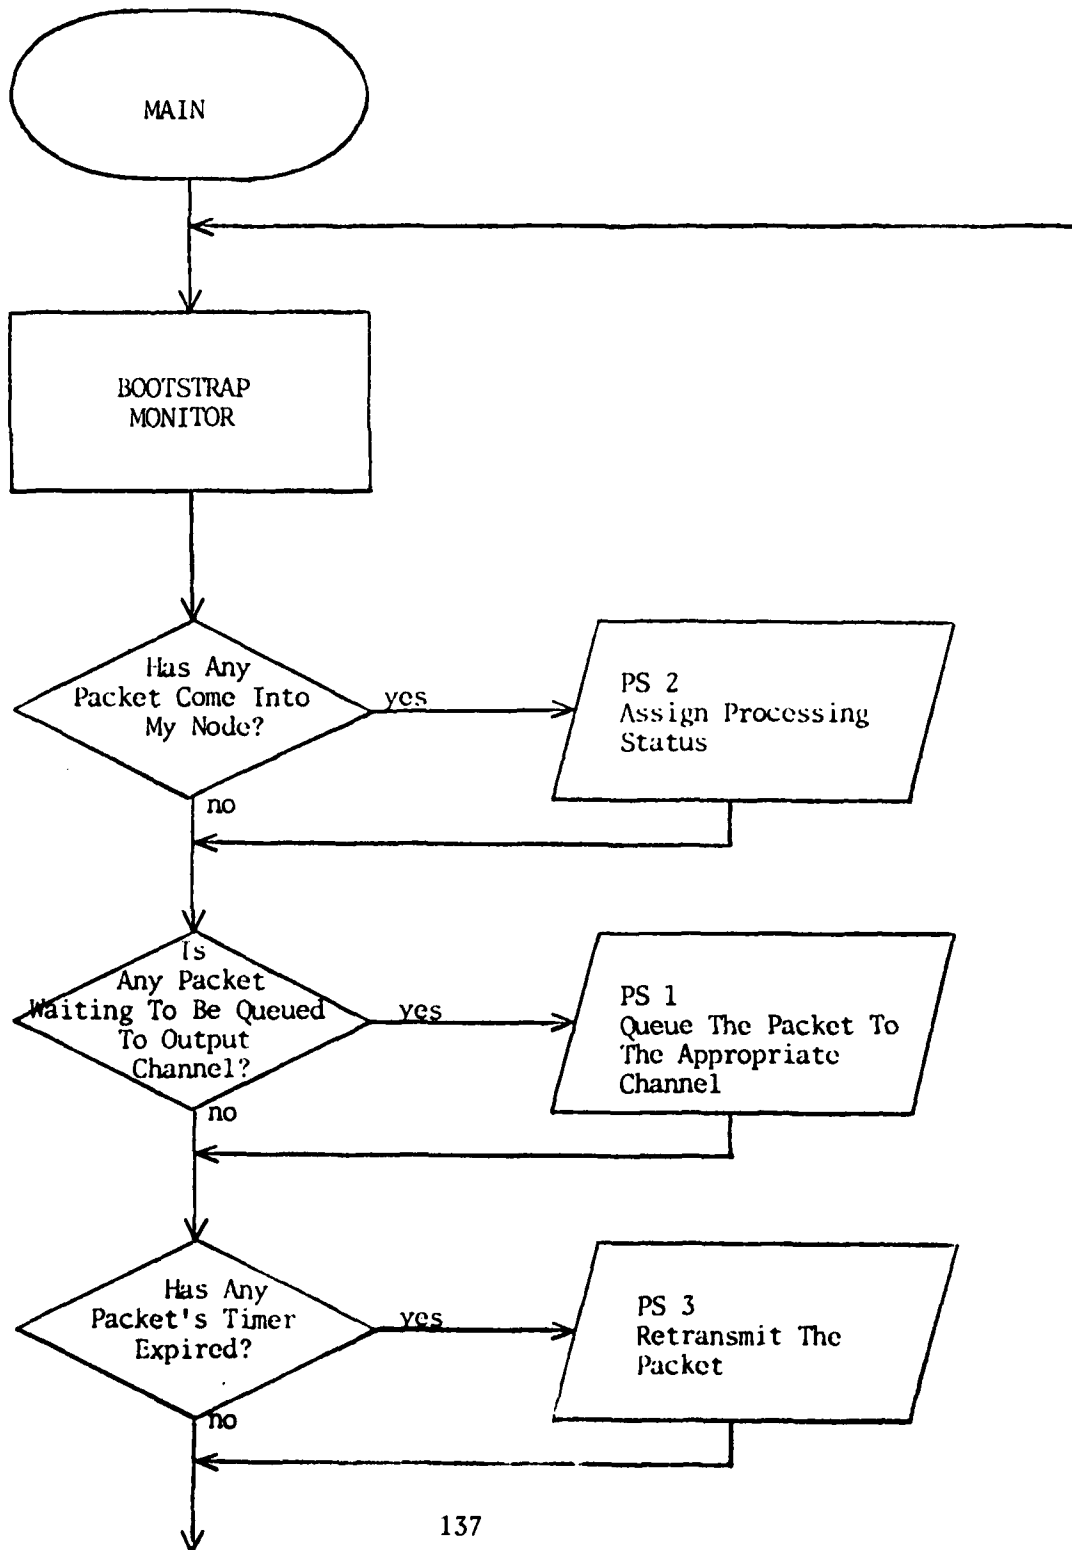 MAIN
BOOTSTRAP
MONITOR
Has Any
Packet Come Into
My Node?
yes
PS 2
Assign Processing
Status
no
Is
Any Packet
Waiting To Be Queued
To Output
Channel?
yes
PS 1
Queue The Packet To
The Appropriate
Channel
no
Has Any
Packet's Timer
Expired?
yes
PS 3
Retransmit The
Packet
no
137